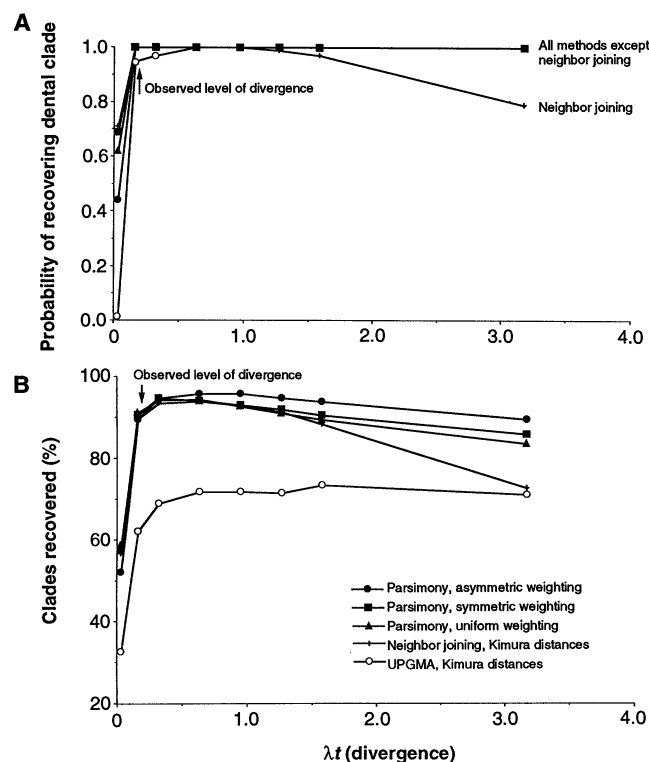 A
Probability of recovering dental clade
1.0
0.8
0.6
0.4
0.2
0.0
0
1.0
2.0
3.0
4.0
Observed level of divergence
All methods except
neighbor joining
Neighbor joining
B
Clades recovered (%)
100
80
60
40
20
0
1.0
2.0
3.0
4.0
Observed level of divergence
Parsimony, asymmetric weighting
Parsimony, symmetric weighting
Parsimony, uniform weighting
Neighbor joining, Kimura distances
UPGMA, Kimura distances
λt (divergence)